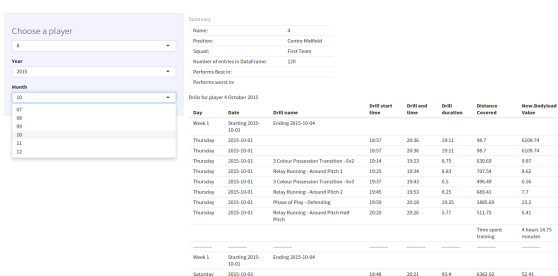 Choose a player
4
Year
2015
Month
10
07
08
09
10
11
12
Summary
Name: 4
Position: Centre Midfield
Squad: First Team
Number of entries in DataFrame: 120
Performs Best in:
Performs worst in:
Drills for player 4 October 2015
Day Date Drill name Drill start time Drill end time Drill duration Distance Covered New.Bodyload Value
Week 1 Starting 2015-10-01 Ending 2015-10-04
Thursday 2015-10-01 18:57 20:36 19:11 98.7 6109.74
Thursday 2015-10-01 18:57 20:36 19:11 98.7 6109.74
Thursday 2015-10-01 3 Colour Possession Transition - 6v2 19:14 19:23 8.75 630.69 9.87
Thursday 2015-10-01 Relay Running - Around Pitch 1 19:25 19:34 8.83 707.54 8.62
Thursday 2015-10-01 3 Colour Possession Transition - 6v3 19:37 19:43 6.5 496.49 6.56
Thursday 2015-10-01 Relay Running - Around Pitch 2 19:45 19:53 8.25 689.41 7.7
Thursday 2015-10-01 Phase of Play - Defending 19:59 20:18 19.25 1885.69 23.2
Thursday 2015-10-01 Relay Running - Around Pitch Half Pitch 20:20 20:26 5.77 511.75 6.41
Time spent training 4 hours 14.75 minutes
Week 1 Starting 2015-10-01 Ending 2015-10-04
Saturday 2015-10-03 18:48 20:21 93.4 6362.02 52.41